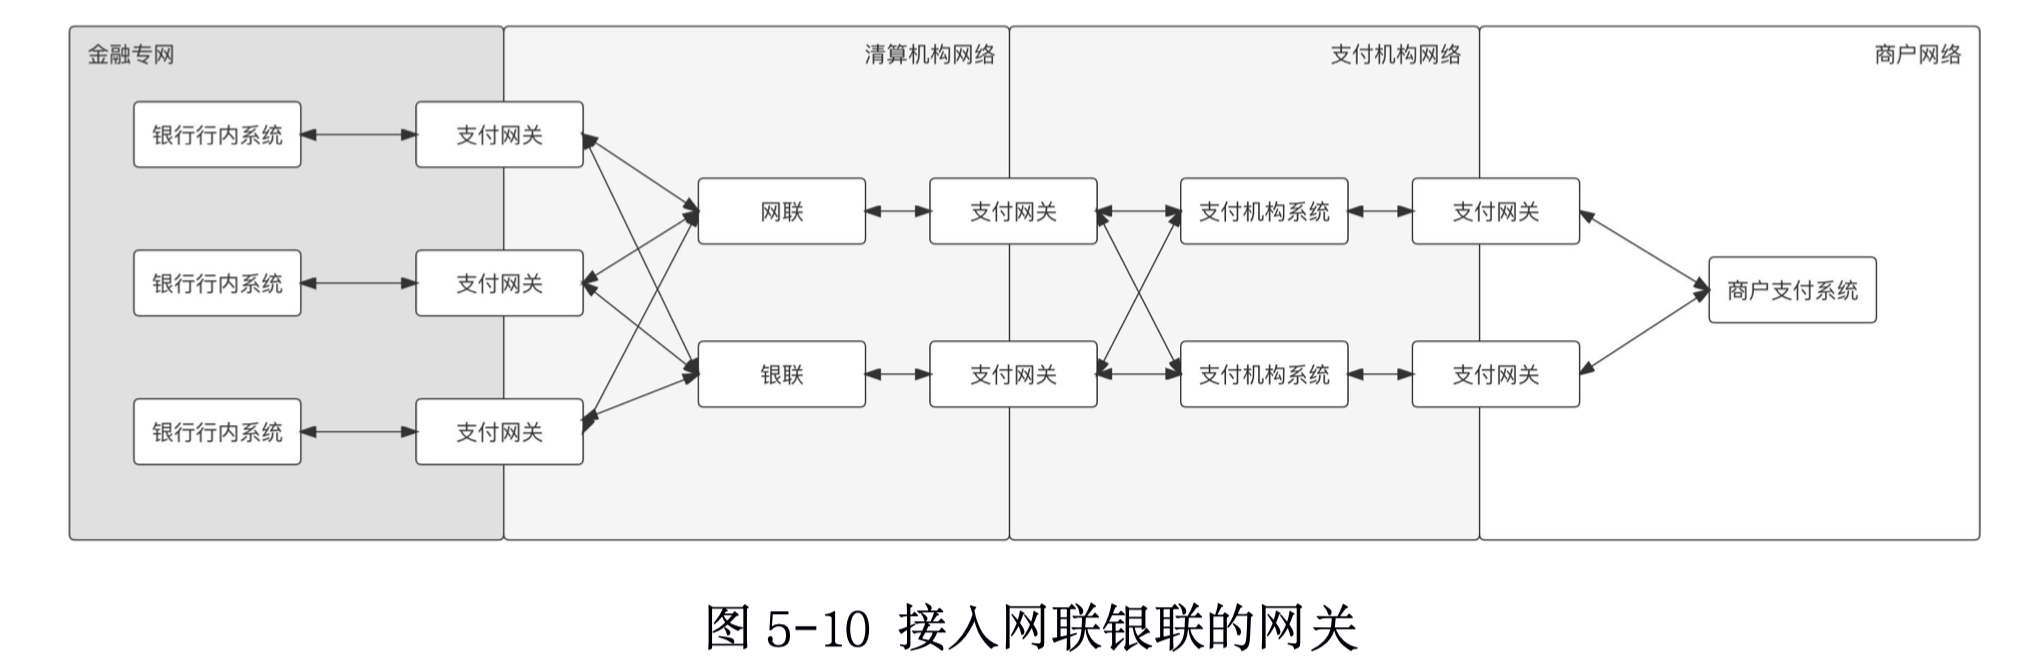 金融专网
清算机构网络
支付机构网络
商户网络
银行行内系统
支付网关
银行行内系统
支付网关
银行行内系统
支付网关
网联
支付网关
支付机构系统
支付网关
银联
支付网关
支付机构系统
支付网关
商户支付系统
图 5-10 接入网联银联的网关